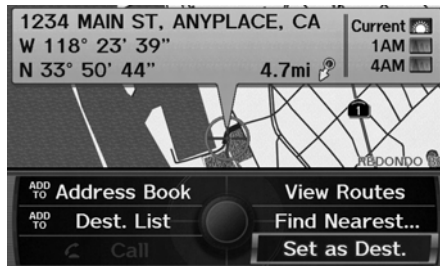 1234 MAIN ST, ANYPLACE, CA
W 118° 23' 39"
N 33° 50' 44" 4.7mi
Current
1AM
4AM
1
REDONDO
ADD TO Address Book
View Routes
ADD TO Dest. List
Find Nearest...
Call
Set as Dest.